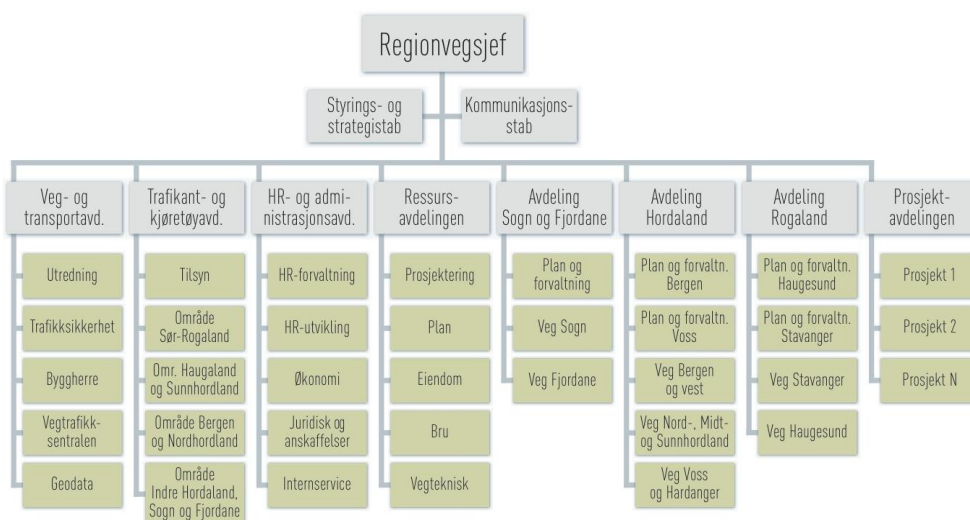 Regionvegsjef
Styrings- og
strategistab
Kommunikasjons-
stab
Veg- og
transportavd.
Utredning
Trafikksikkerhet
Byggherre
Vegtrafikk-
sentralen
Geodata
Trafikant- og
kjøretøyavd.
Tilsyn
Område
Sør-Rogaland
Omr. Haugaland
og Sunnhordland
Område Bergen
og Nordhordland
Område
Indre Hordaland,
Sogn og Fjordane
HR- og admi-
nistrasjonsavd.
HR-forvaltning
HR-utvikling
Økonomi
Juridisk og
anskaffelser
Internservice
Ressurs-
avdelingen
Prosjektering
Plan
Eiendom
Bru
Vegteknisk
Avdeling
Sogn og Fjordane
Plan og
forvaltning
Veg Sogn
Veg Fjordane
Avdeling
Hordaland
Plan og forvaltn.
Bergen
Plan og forvaltn.
Voss
Veg Bergen
og vest
Veg Nord-, Midt-
og Sunnhordland
Veg Voss
og Hardanger
Avdeling
Rogaland
Plan og forvaltn.
Haugesund
Plan og forvaltn.
Stavanger
Veg Stavanger
Veg Haugesund
Prosjekt-
avdelingen
Prosjekt 1
Prosjekt 2
Prosjekt N